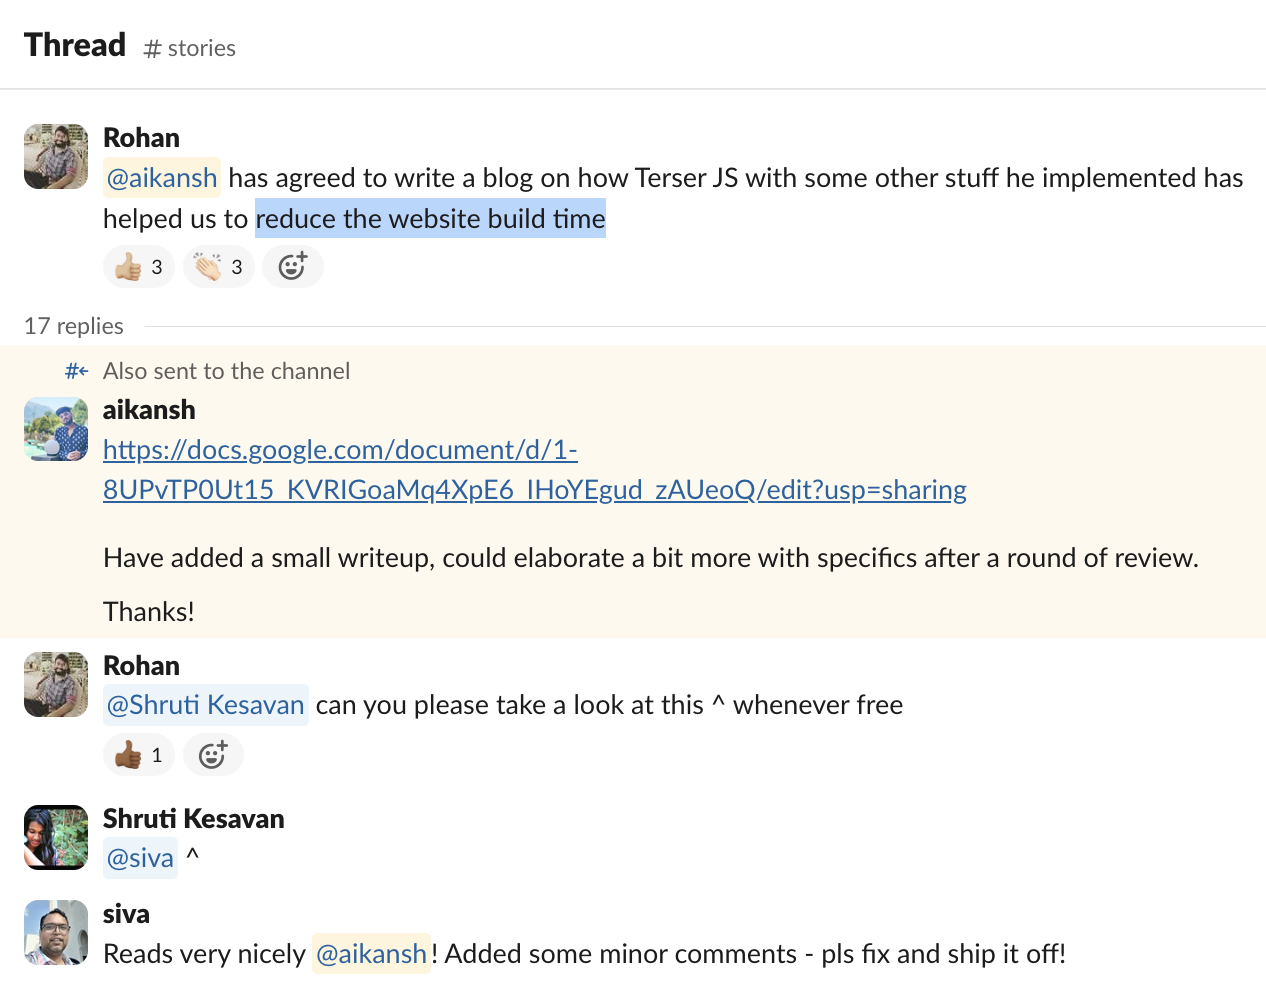 Thread # stories
Rohan
@aikansh has agreed to write a blog on how Terser JS with some other stuff he implemented has
helped us to reduce the website build time
3 3
17 replies
Also sent to the channel
aikansh
https://docs.google.com/document/d/1-
8UPvTP0Ut15_KVRIGoaMq4XpE6_IHoYEgud_zAUeoQ/edit?usp=sharing
Have added a small writeup, could elaborate a bit more with specifics after a round of review.
Thanks!
Rohan
@Shruti Kesavan can you please take a look at this ^ whenever free
1
Shruti Kesavan
@siva ^
siva
Reads very nicely @aikansh! Added some minor comments - pls fix and ship it off!